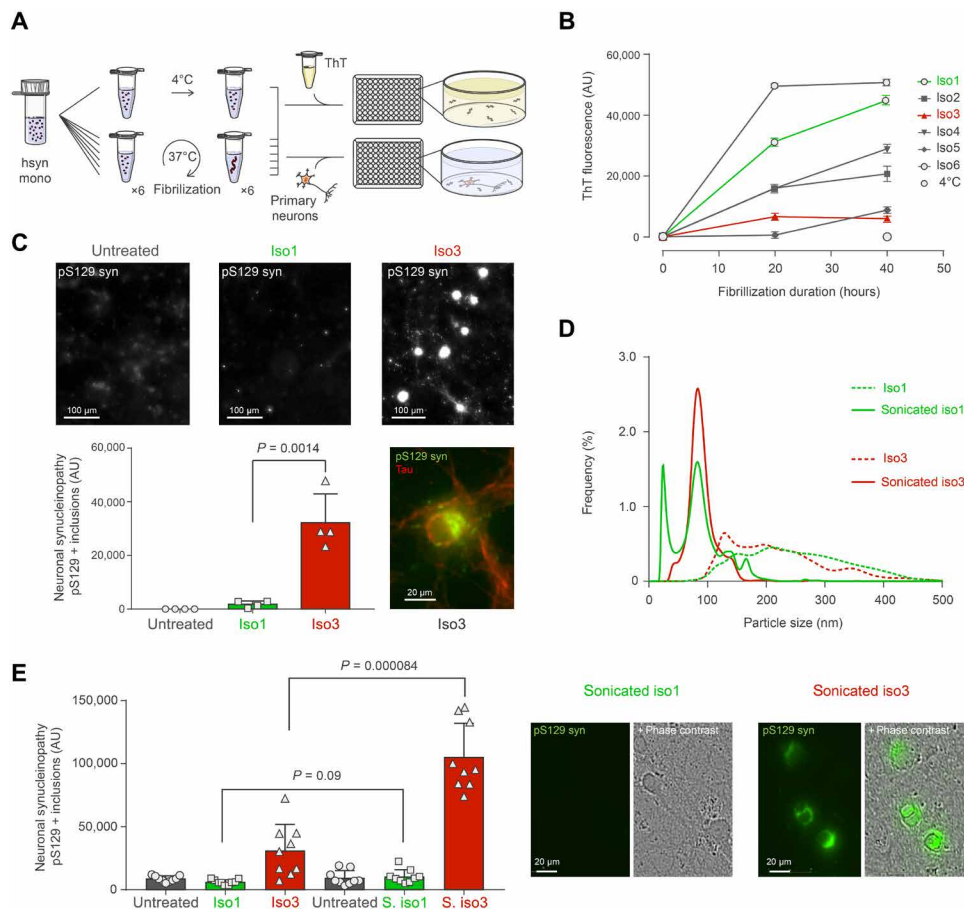 A
4°C
ThT
hsyn
mono
37°C
×6
Fibrilization
×6
Primary
neurons
B
ThT fluorescence (AU)
60,000
40,000
20,000
0
0
10
20
30
40
50
Fibrillization duration (hours)
Iso1
Iso2
Iso3
Iso4
Iso5
Iso6
4°C
C
Untreated
Iso1
Iso3
pS129 syn
pS129 syn
pS129 syn
100 µm
100 µm
100 µm
Neuronal synucleinopathy
pS129 + inclusions (AU)
60,000
40,000
20,000
0
P = 0.0014
Untreated
Iso1
Iso3
pS129 syn
Tau
20 µm
Iso3
D
Frequency (%)
3.0
2.0
1.0
0
0
100
200
300
400
500
Particle size (nm)
Iso1
Sonicated iso1
Iso3
Sonicated iso3
E
Neuronal synucleinopathy
pS129 + inclusions (AU)
150,000
100,000
50,000
0
P = 0.000084
P = 0.09
Untreated
Iso1
Iso3
Untreated
S. iso1
S. iso3
Sonicated iso1
Sonicated iso3
pS129 syn
+ Phase contrast
pS129 syn
+ Phase contrast
20 µm
20 µm